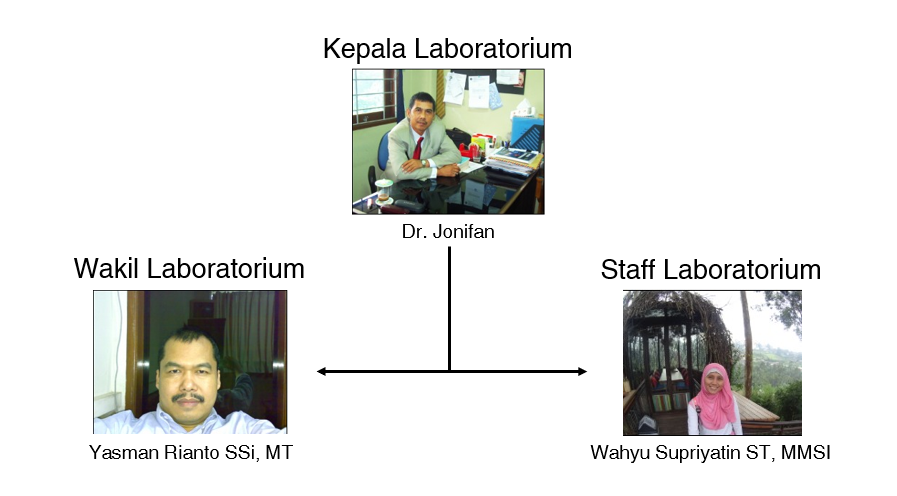 Kepala Laboratorium
Dr. Jonifan
Wakil Laboratorium
Staff Laboratorium
Yasman Rianto SSi, MT
Wahyu Supriyatin ST, MMSI